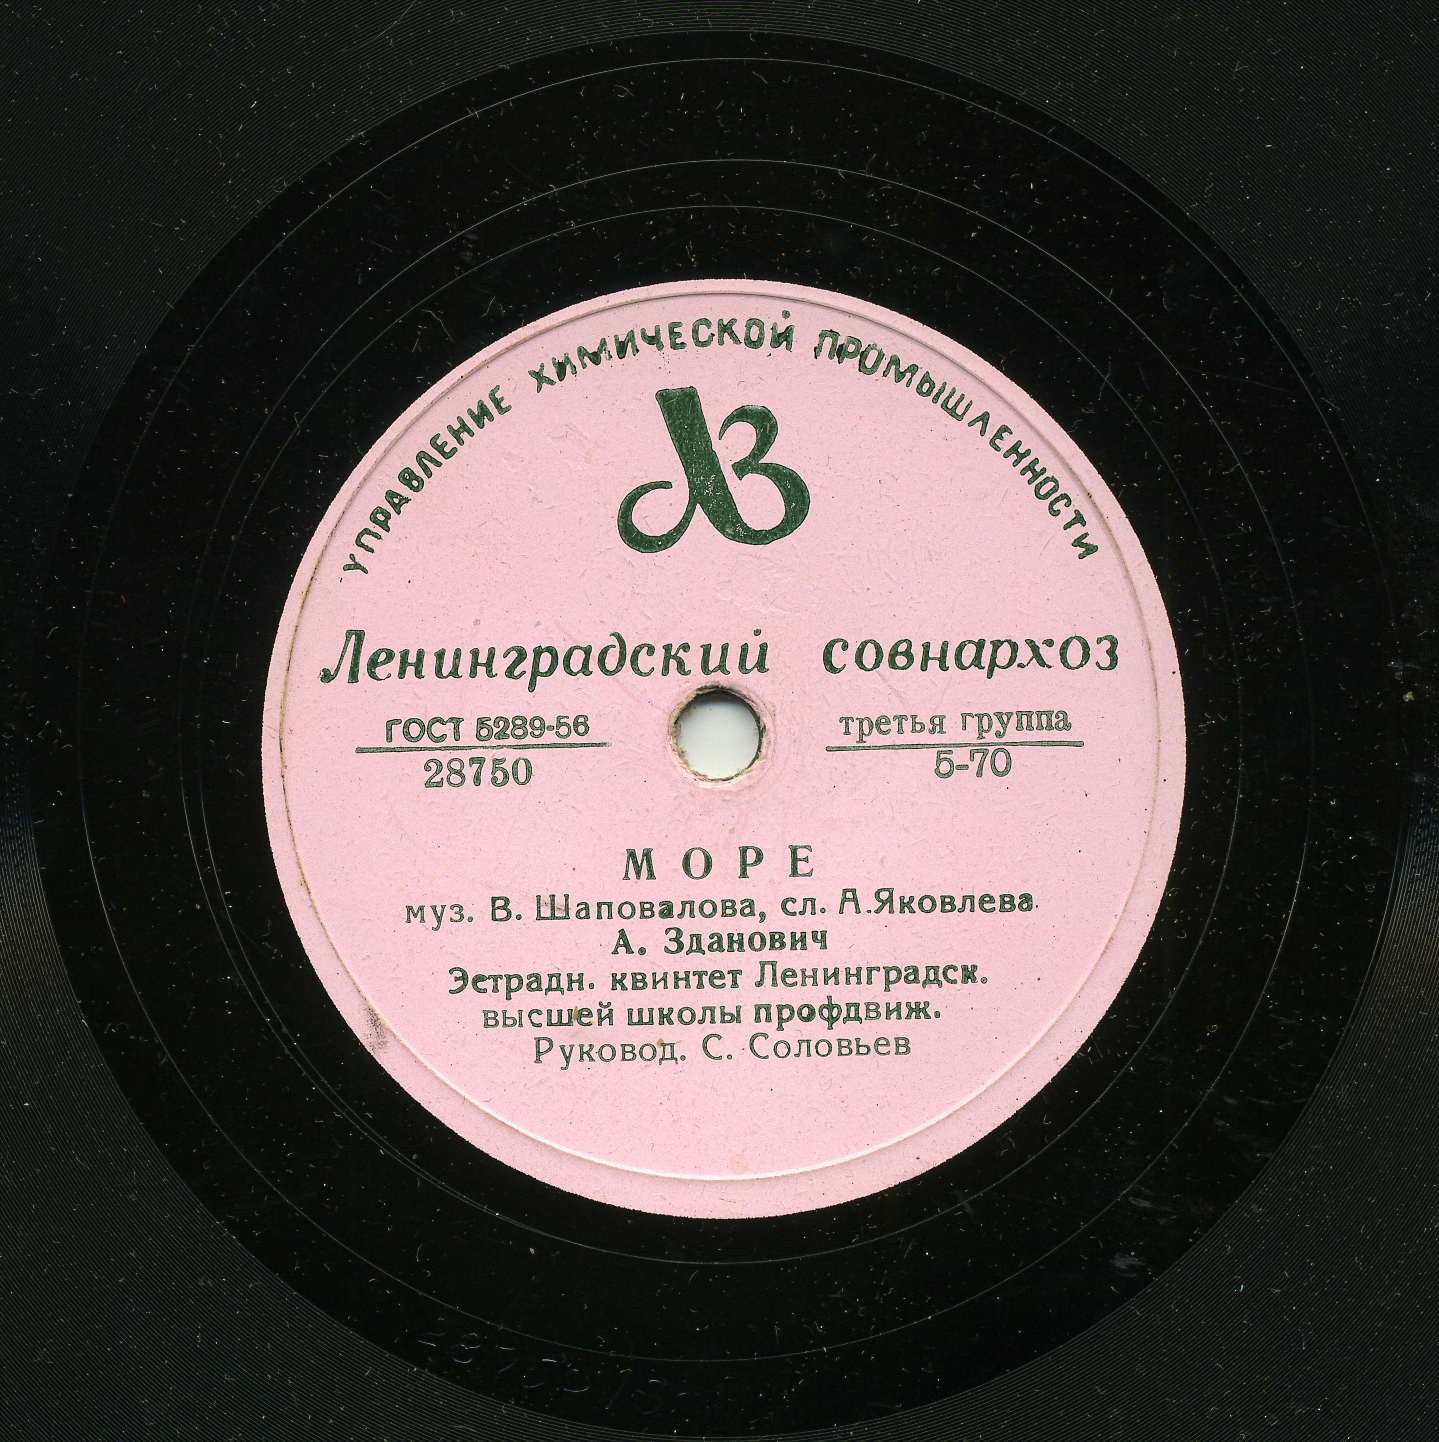 УПРАВЛЕНИЕ ХИМИЧЕСКОЙ ПРОМЫШЛЕННОСТИ
Ленинградский совнархоз
ГОСТ 5289-56
28750
третья группа
5-70
МОРЕ
муз. В. Шаповалова, сл. А.Яковлева
А. Зданович
Эстрадн. квинтет Ленинградск.
высшей школы профдвиж.
Руковод. С. Соловьев